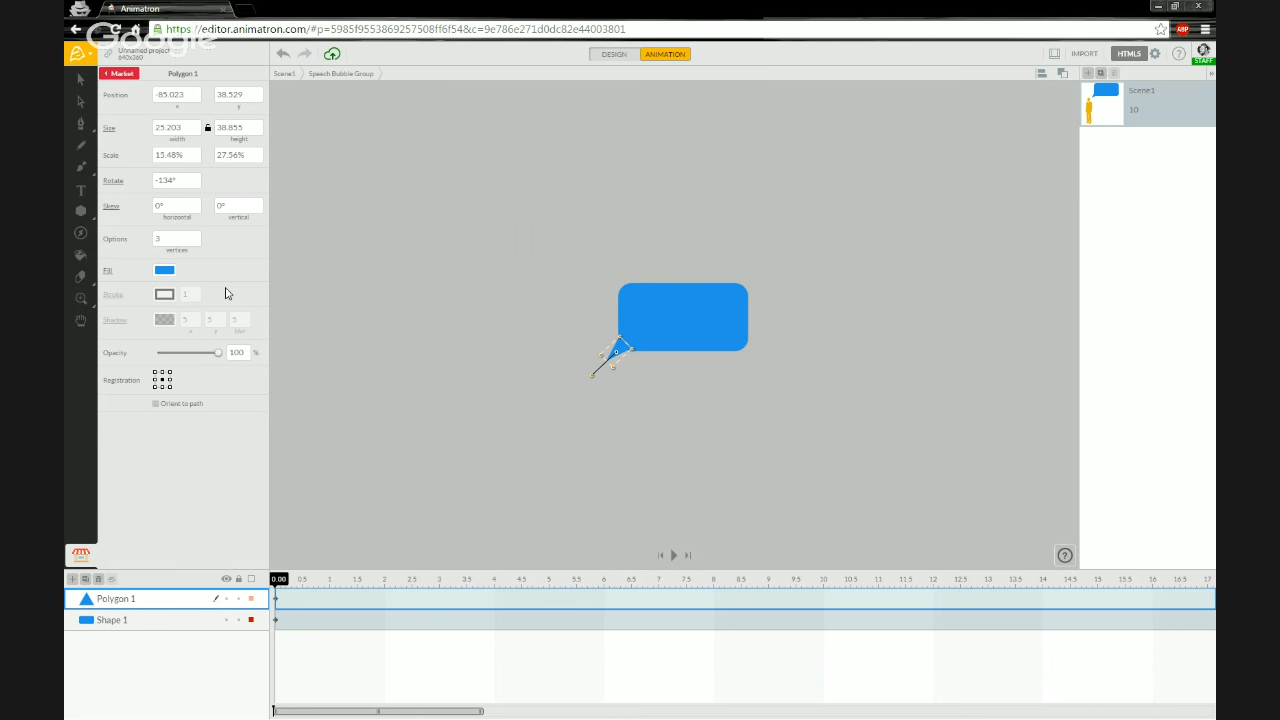 Animatron
https://editor.animatron.com/#p=5985f9553869257508ff6f54&c=9e786e271d0dc82e44003801
ABP
Google
Unnamed project
640x360
DESIGN
ANIMATION
IMPORT
HTML5
?
STAFF
Market
Polygon 1
Scene1
Speech Bubble Group
Position
-85.023
38.529
x
y
Size
25.203
38.855
width
height
Scale
15.48%
27.56%
Rotate
-134°
Skew
0°
0°
horizontal
vertical
Options
3
vertices
Fill
Stroke
1
Shadow
5
5
5
x
y
blur
Opacity
100
%
Registration
Orient to path
T
Scene1
10
?
0.00 0.5 1 1.5 2 2.5 3 3.5 4 4.5 5 5.5 6 6.5 7 7.5 8 8.5 9 9.5 10 10.5 11 11.5 12 12.5 13 13.5 14 14.5 15 15.5 16 16.5 17
Polygon 1
Shape 1